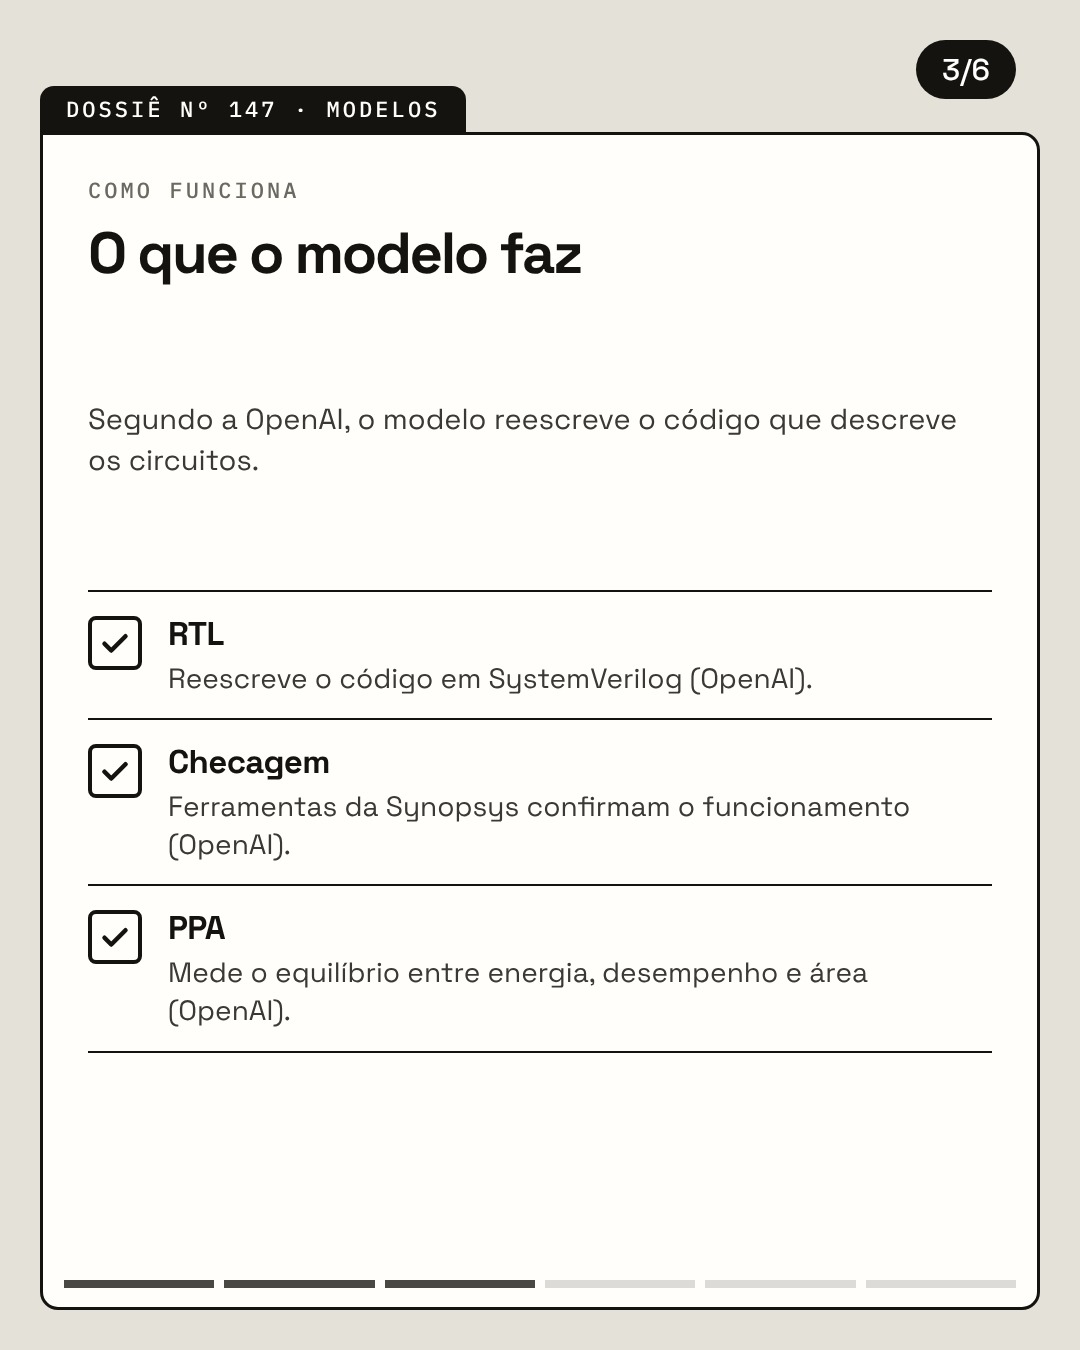 3/6
DOSSIÊ Nº 147 · MODELOS
COMO FUNCIONA
O que o modelo faz
Segundo a OpenAI, o modelo reescreve o código que descreve
os circuitos.
RTL
Reescreve o código em SystemVerilog (OpenAI).
Checagem
Ferramentas da Synopsys confirmam o funcionamento
(OpenAI).
PPA
Mede o equilíbrio entre energia, desempenho e área
(OpenAI).